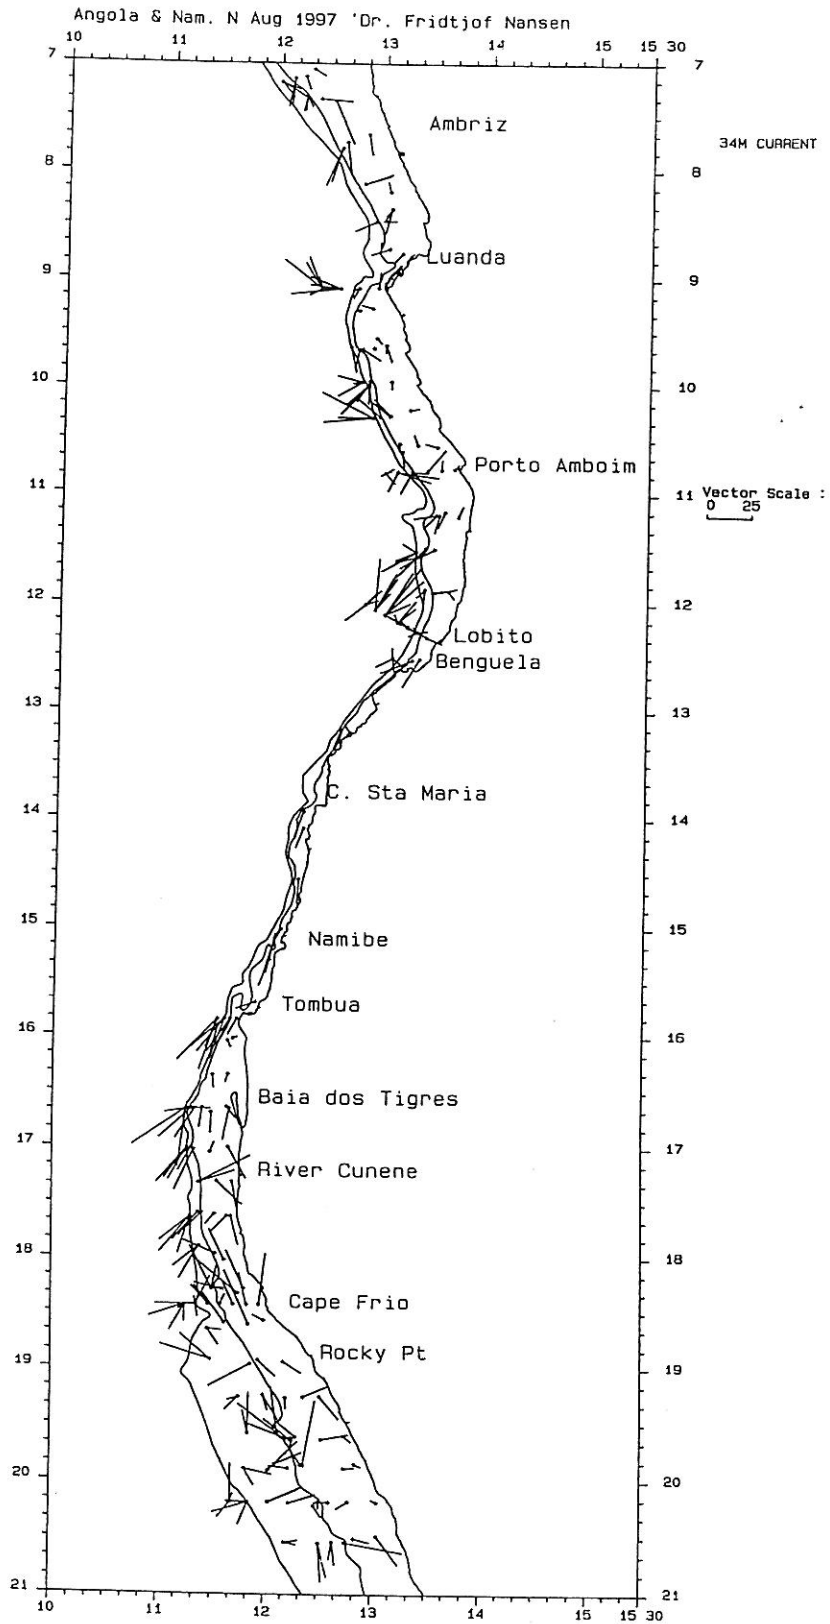 Angola & Nam. N Aug 1997 'Dr. Fridtjof Nansen
10 11 12 13 14 15 15 30
7 7
Ambriz
34M CURRENT
8 8
Luanda
9 9
10 10
Porto Amboim
11 11
Vector Scale :
0 25
12 12
Lobito
Benguela
13 13
C. Sta Maria
14 14
15 15
Namibe
Tombua
16 16
Baia dos Tigres
17 17
River Cunene
18 18
Cape Frio
Rocky Pt
19 19
20 20
21 21
10 11 12 13 14 15 15 30